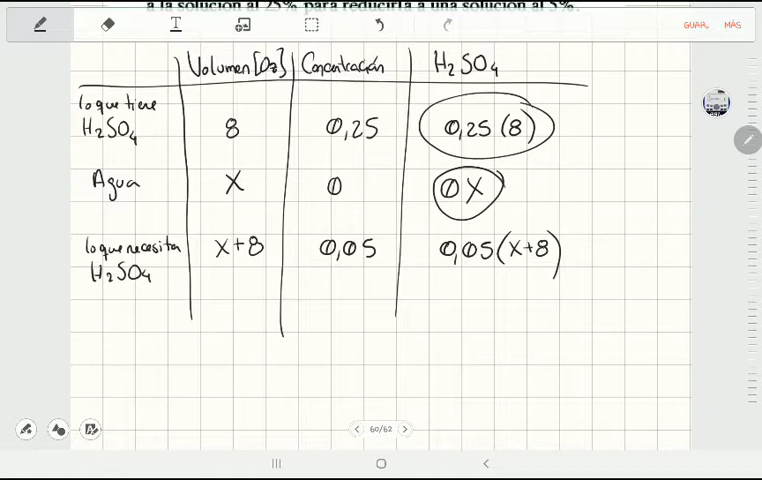 a la solución al 25% para reducirla a una solución al 5%.
GUAR. MÁS
Volumen [Oz] Concentración H₂SO₄
lo que tiene
H₂SO₄ 8 0,25 0,25 (8)
Agua X 0 0X
lo que necesita X+8 0,05 0,05(X+8)
H₂SO₄
60/62